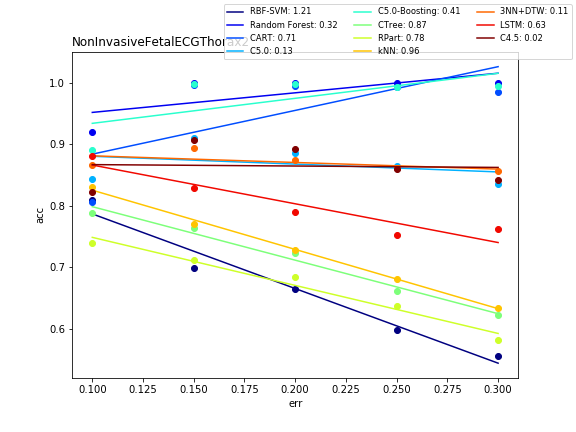 RBF-SVM: 1.21
Random Forest: 0.32
CART: 0.71
C5.0: 0.13
C5.0-Boosting: 0.41
CTree: 0.87
RPart: 0.78
kNN: 0.96
3NN+DTW: 0.11
LSTM: 0.63
C4.5: 0.02
NonInvasiveFetalECGThorax2
1.0
0.9
0.8
0.7
0.6
acc
0.100 0.125 0.150 0.175 0.200 0.225 0.250 0.275 0.300
err